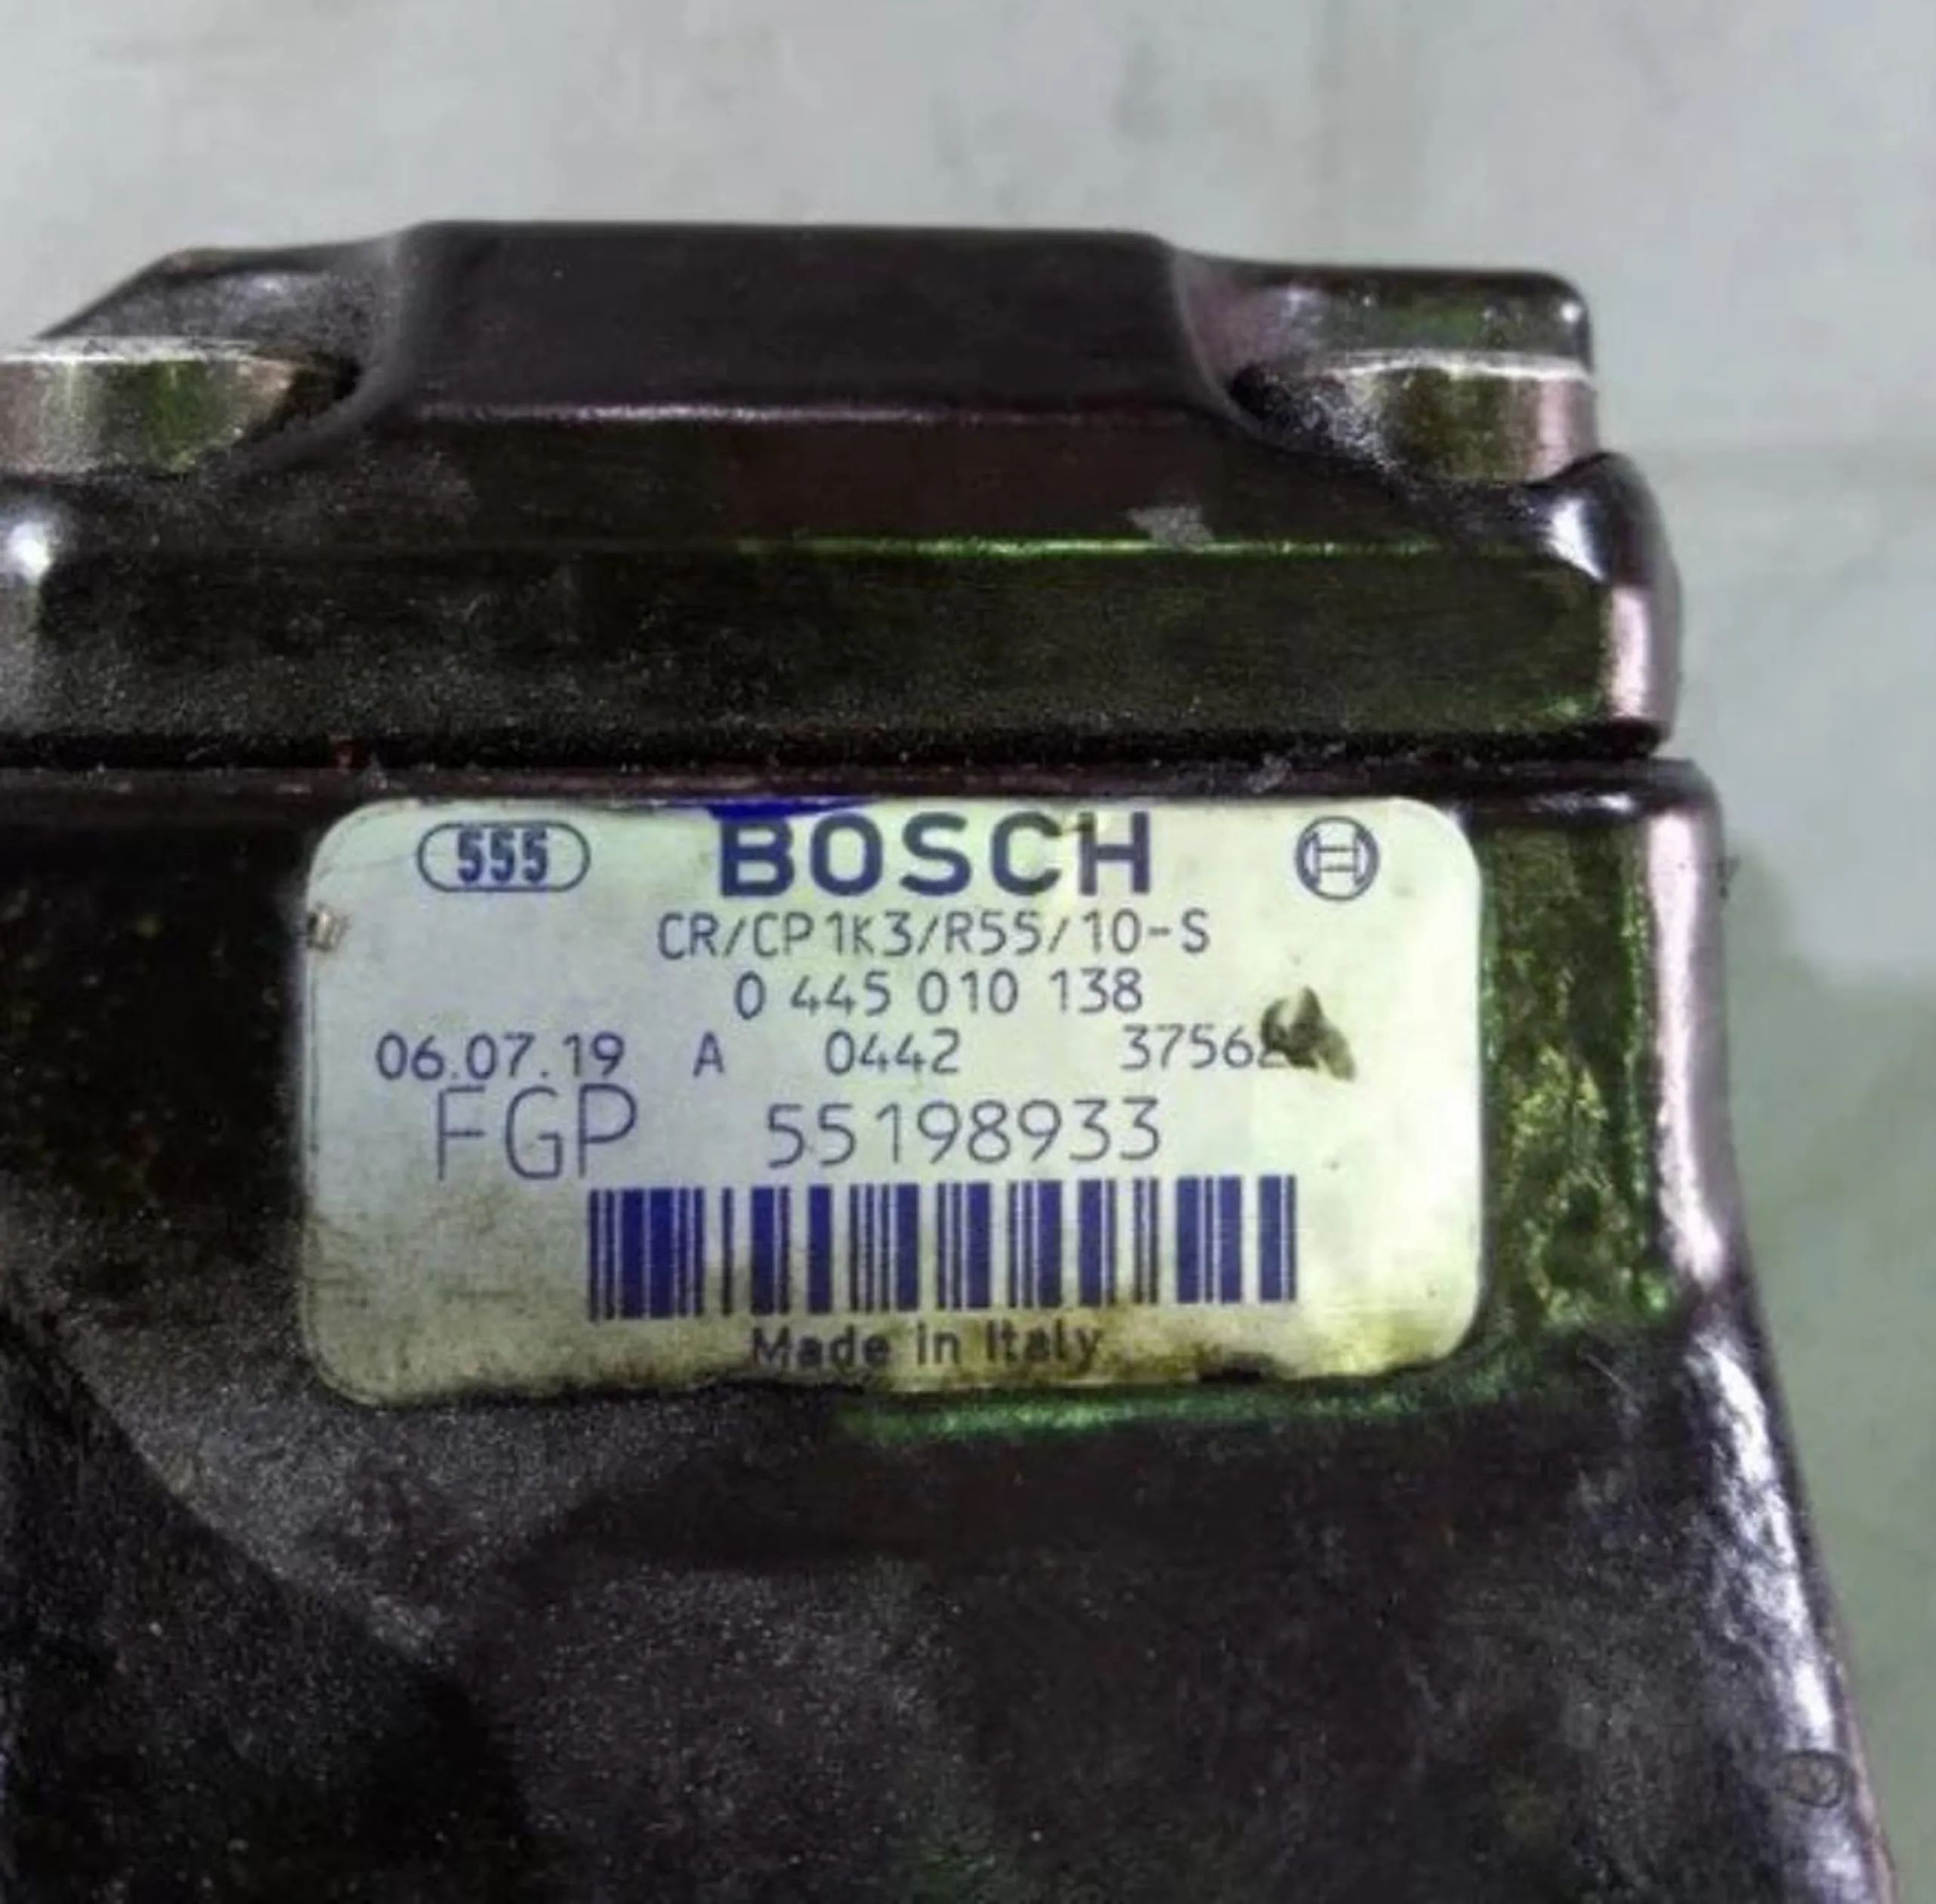 555 BOSCH
CR/CP1K3/R55/10-S
0 445 010 138
06.07.19 A 0442
FGP 55198933
Made in Italy